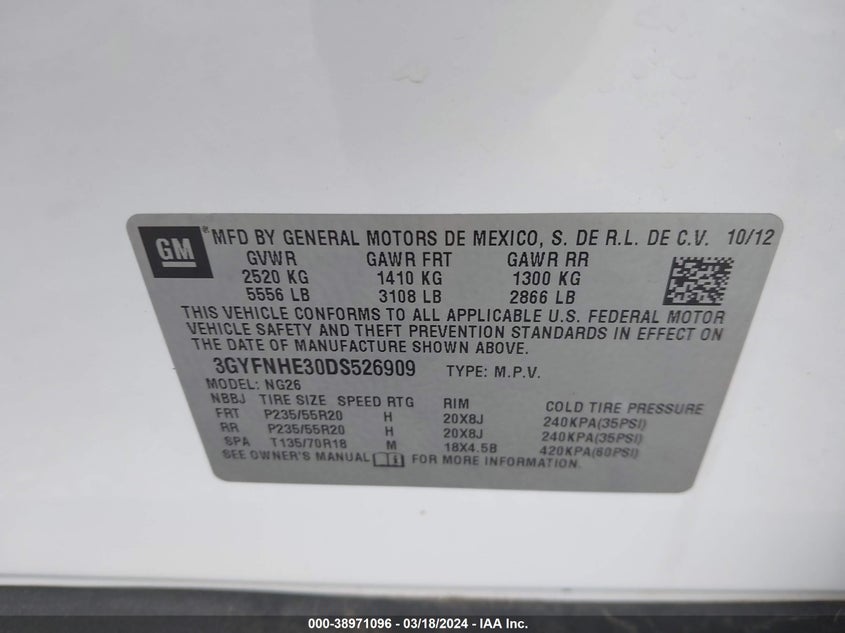 GM
® MFD BY GENERAL MOTORS DE MEXICO, S. DE R.L. DE C.V. 10/12
GVWR GAWR FRT GAWR RR
2520 KG 1410 KG 1300 KG
5556 LB 3108 LB 2866 LB
THIS VEHICLE CONFORMS TO ALL APPLICABLE U.S. FEDERAL MOTOR
VEHICLE SAFETY AND THEFT PREVENTION STANDARDS IN EFFECT ON
THE DATE OF MANUFACTURE SHOWN ABOVE.
3GYFNHE30DS526909 TYPE: M.P.V.
MODEL: NG26
NBBJ TIRE SIZE SPEED RTG RIM COLD TIRE PRESSURE
FRT P235/55R20 H 20X8J 240KPA(35PSI)
RR P235/55R20 H 20X8J 240KPA(35PSI)
SPA T135/70R18 M 18X4.5B 420KPA(60PSI)
SEE OWNER'S MANUAL FOR MORE INFORMATION.
000-38971096 - 03/18/2024 - IAA Inc.